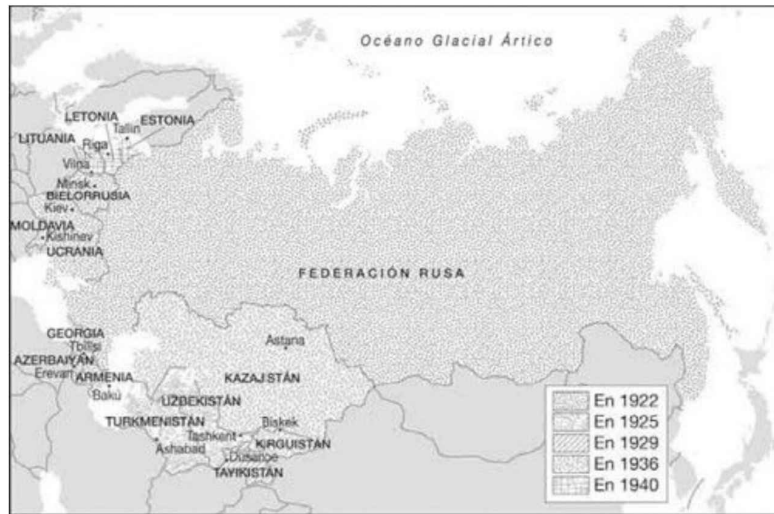 Océano Glacial Ártico
LETONIA
ESTONIA
Tallin
LITUANIA
Riga
Vilna
Minsk
BIELORRUSIA
Kiev
MOLDAVIA
Kishinev
UCRANIA
FEDERACIÓN RUSA
GEORGIA
Tbilisi
Astana
AZERBAIYÁN
Erevan
ARMENIA
KAZAJISTÁN
Bakú
UZBEKISTÁN
TURKMENISTÁN
Biskek
Tashkent
KIRGUISTÁN
Ashabad
Dusanbe
TAYIKISTÁN
En 1922
En 1925
En 1929
En 1936
En 1940